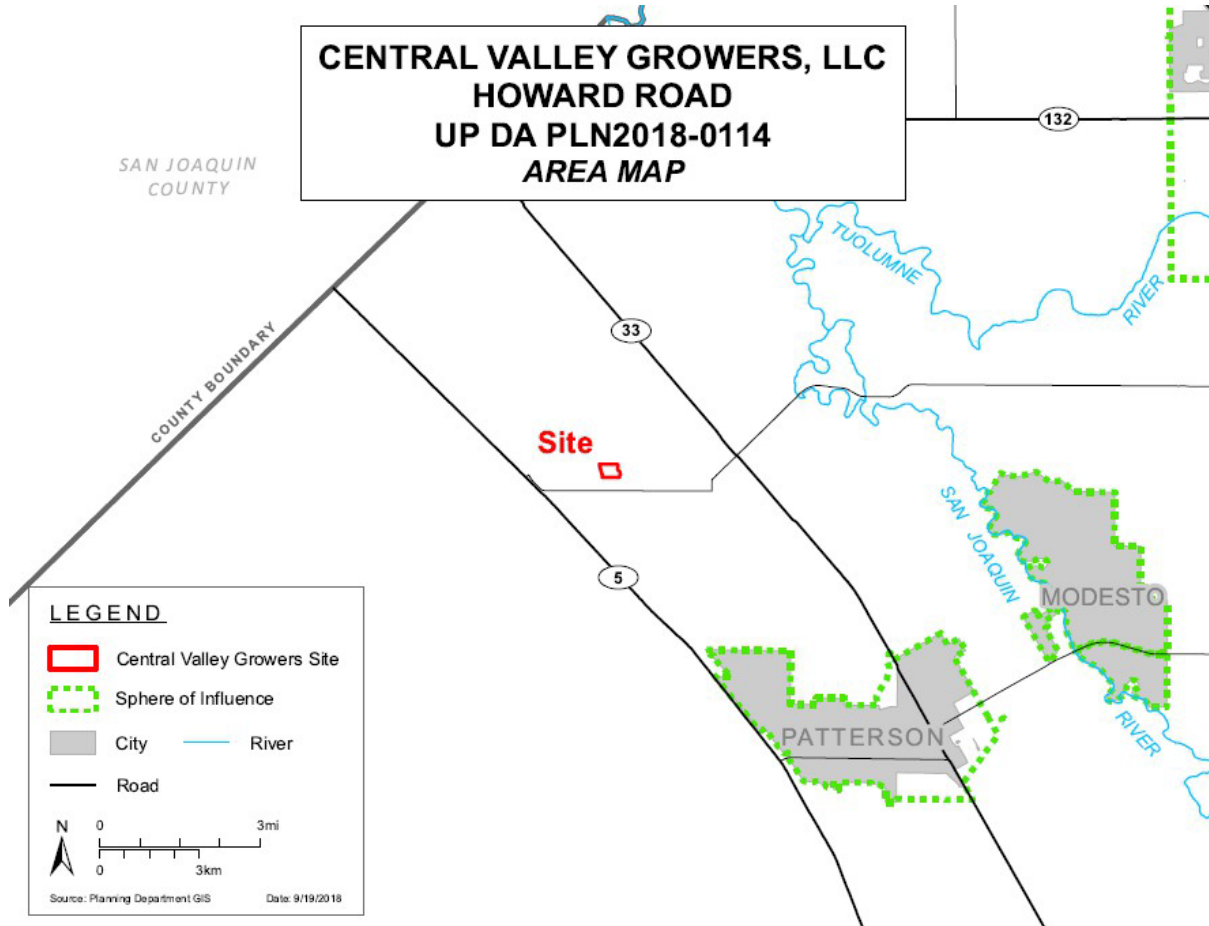 CENTRAL VALLEY GROWERS, LLC
HOWARD ROAD
UP DA PLN2018-0114
AREA MAP
132
SAN JOAQUIN
COUNTY
TUOLUMNE
RIVER
33
COUNTY BOUNDARY
Site
SAN JOAQUIN
RIVER
5
MODESTO
PATTERSON
LEGEND
Central Valley Growers Site
Sphere of Influence
City
River
Road
N
0 3mi
0 3km
Source: Planning Department GIS Date: 9/19/2018